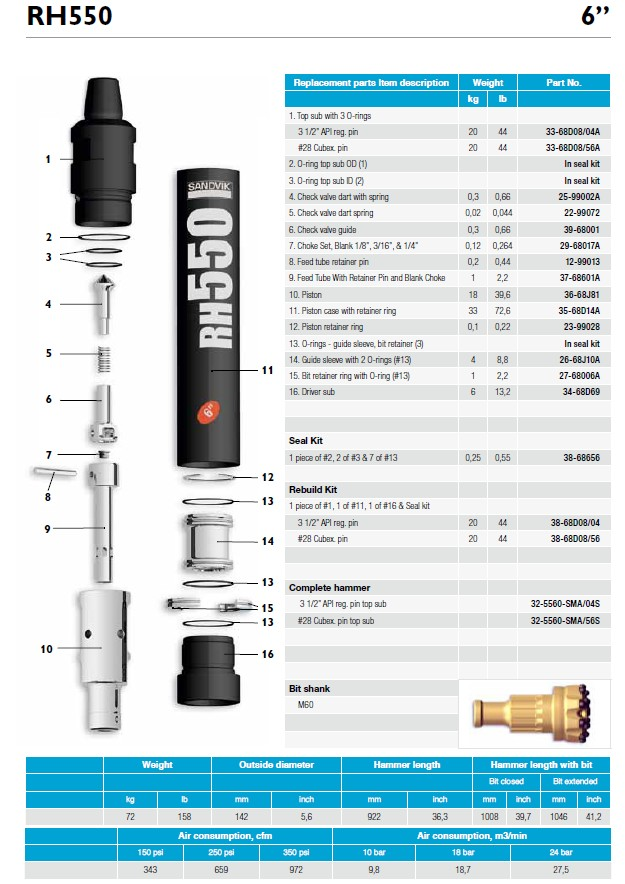 RH550 6”
Replacement parts Item description Weight Part No.
kg lb
1. Top sub with 3 O-rings
3 1/2" API reg. pin 20 44 33-68D08/04A
#28 Cubex. pin 20 44 33-68D08/56A
2. O-ring top sub OD (1) In seal kit
3. O-ring top sub ID (2) In seal kit
4. Check valve dart with spring 0,3 0,66 25-99002A
5. Check valve dart spring 0,02 0,044 22-99072
6. Check valve guide 0,3 0,66 39-68001
7. Choke Set, Blank 1/8", 3/16", & 1/4" 0,12 0,264 29-68017A
8. Feed tube retainer pin 0,2 0,44 12-99013
9. Feed Tube With Retainer Pin and Blank Choke 1 2,2 37-68601A
10. Piston 18 39,6 36-68J81
11. Piston case with retainer ring 33 72,6 35-68D14A
12. Piston retainer ring 0,1 0,22 23-99028
13. O-rings - guide sleeve, bit retainer (3) In seal kit
14. Guide sleeve with 2 O-rings (#13) 4 8,8 26-68J10A
15. Bit retainer ring with O-ring (#13) 1 2,2 27-68006A
16. Driver sub 6 13,2 34-68D69
Seal Kit
1 piece of #2, 2 of #3 & 7 of #13 0,25 0,55 38-68656
Rebuild Kit
1 piece of #1, 1 of #11, 1 of #16 & Seal kit
3 1/2" API reg. pin 20 44 38-68D08/04
#28 Cubex. pin 20 44 38-68D08/56
Complete hammer
3 1/2" API reg. pin top sub 32-5560-SMA/04S
#28 Cubex. pin top sub 32-5560-SMA/56S
Bit shank
M60
1
2
3
4
5
6
7
8
9
10
SANDVIK
RH550
6"
11
12
13
14
13
15
13
16
Weight Outside diameter Hammer length Hammer length with bit
Bit closed Bit extended
kg lb mm inch mm inch mm inch mm inch
72 158 142 5,6 922 36,3 1008 39,7 1046 41,2
Air consumption, cfm Air consumption, m3/min
150 psi 250 psi 350 psi 10 bar 18 bar 24 bar
343 659 972 9,8 18,7 27,5